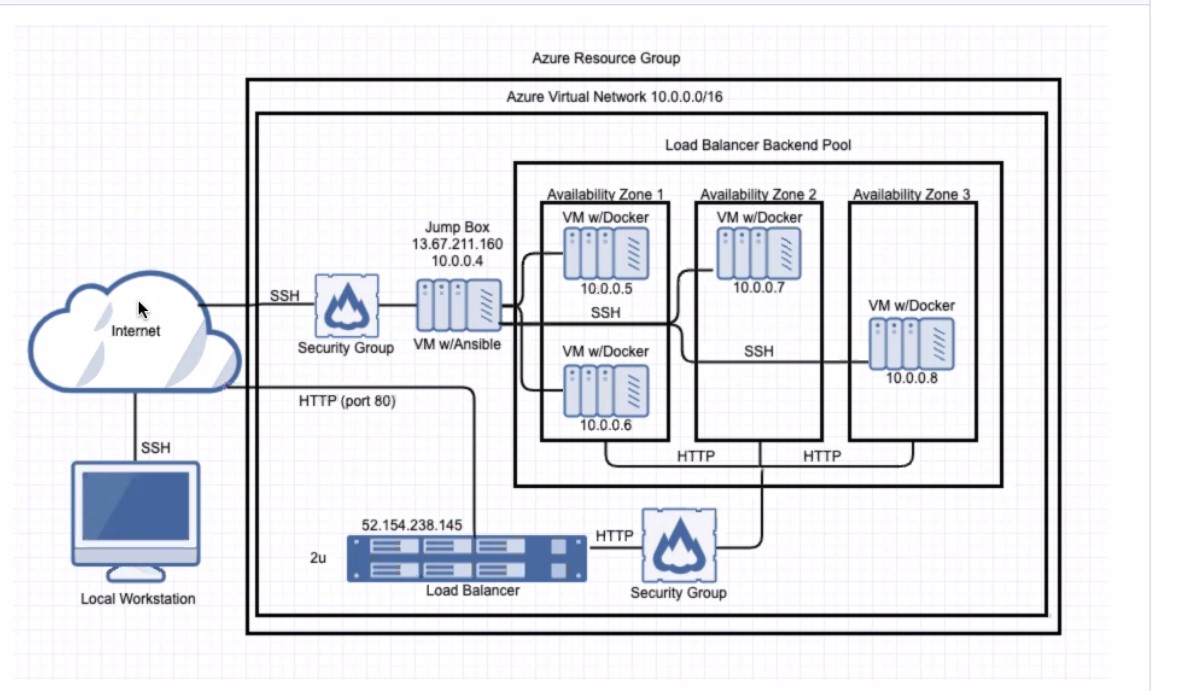 Azure Resource Group
Azure Virtual Network 10.0.0.0/16
Load Balancer Backend Pool
Availability Zone 1
Availability Zone 2
Availability Zone 3
VM w/Docker
10.0.0.5
VM w/Docker
10.0.0.7
Jump Box
13.67.211.160
10.0.0.4
VM w/Ansible
SSH
Security Group
Internet
SSH
VM w/Docker
10.0.0.8
SSH
VM w/Docker
10.0.0.6
HTTP (port 80)
SSH
HTTP
HTTP
Local Workstation
52.154.238.145
2u
Load Balancer
HTTP
Security Group